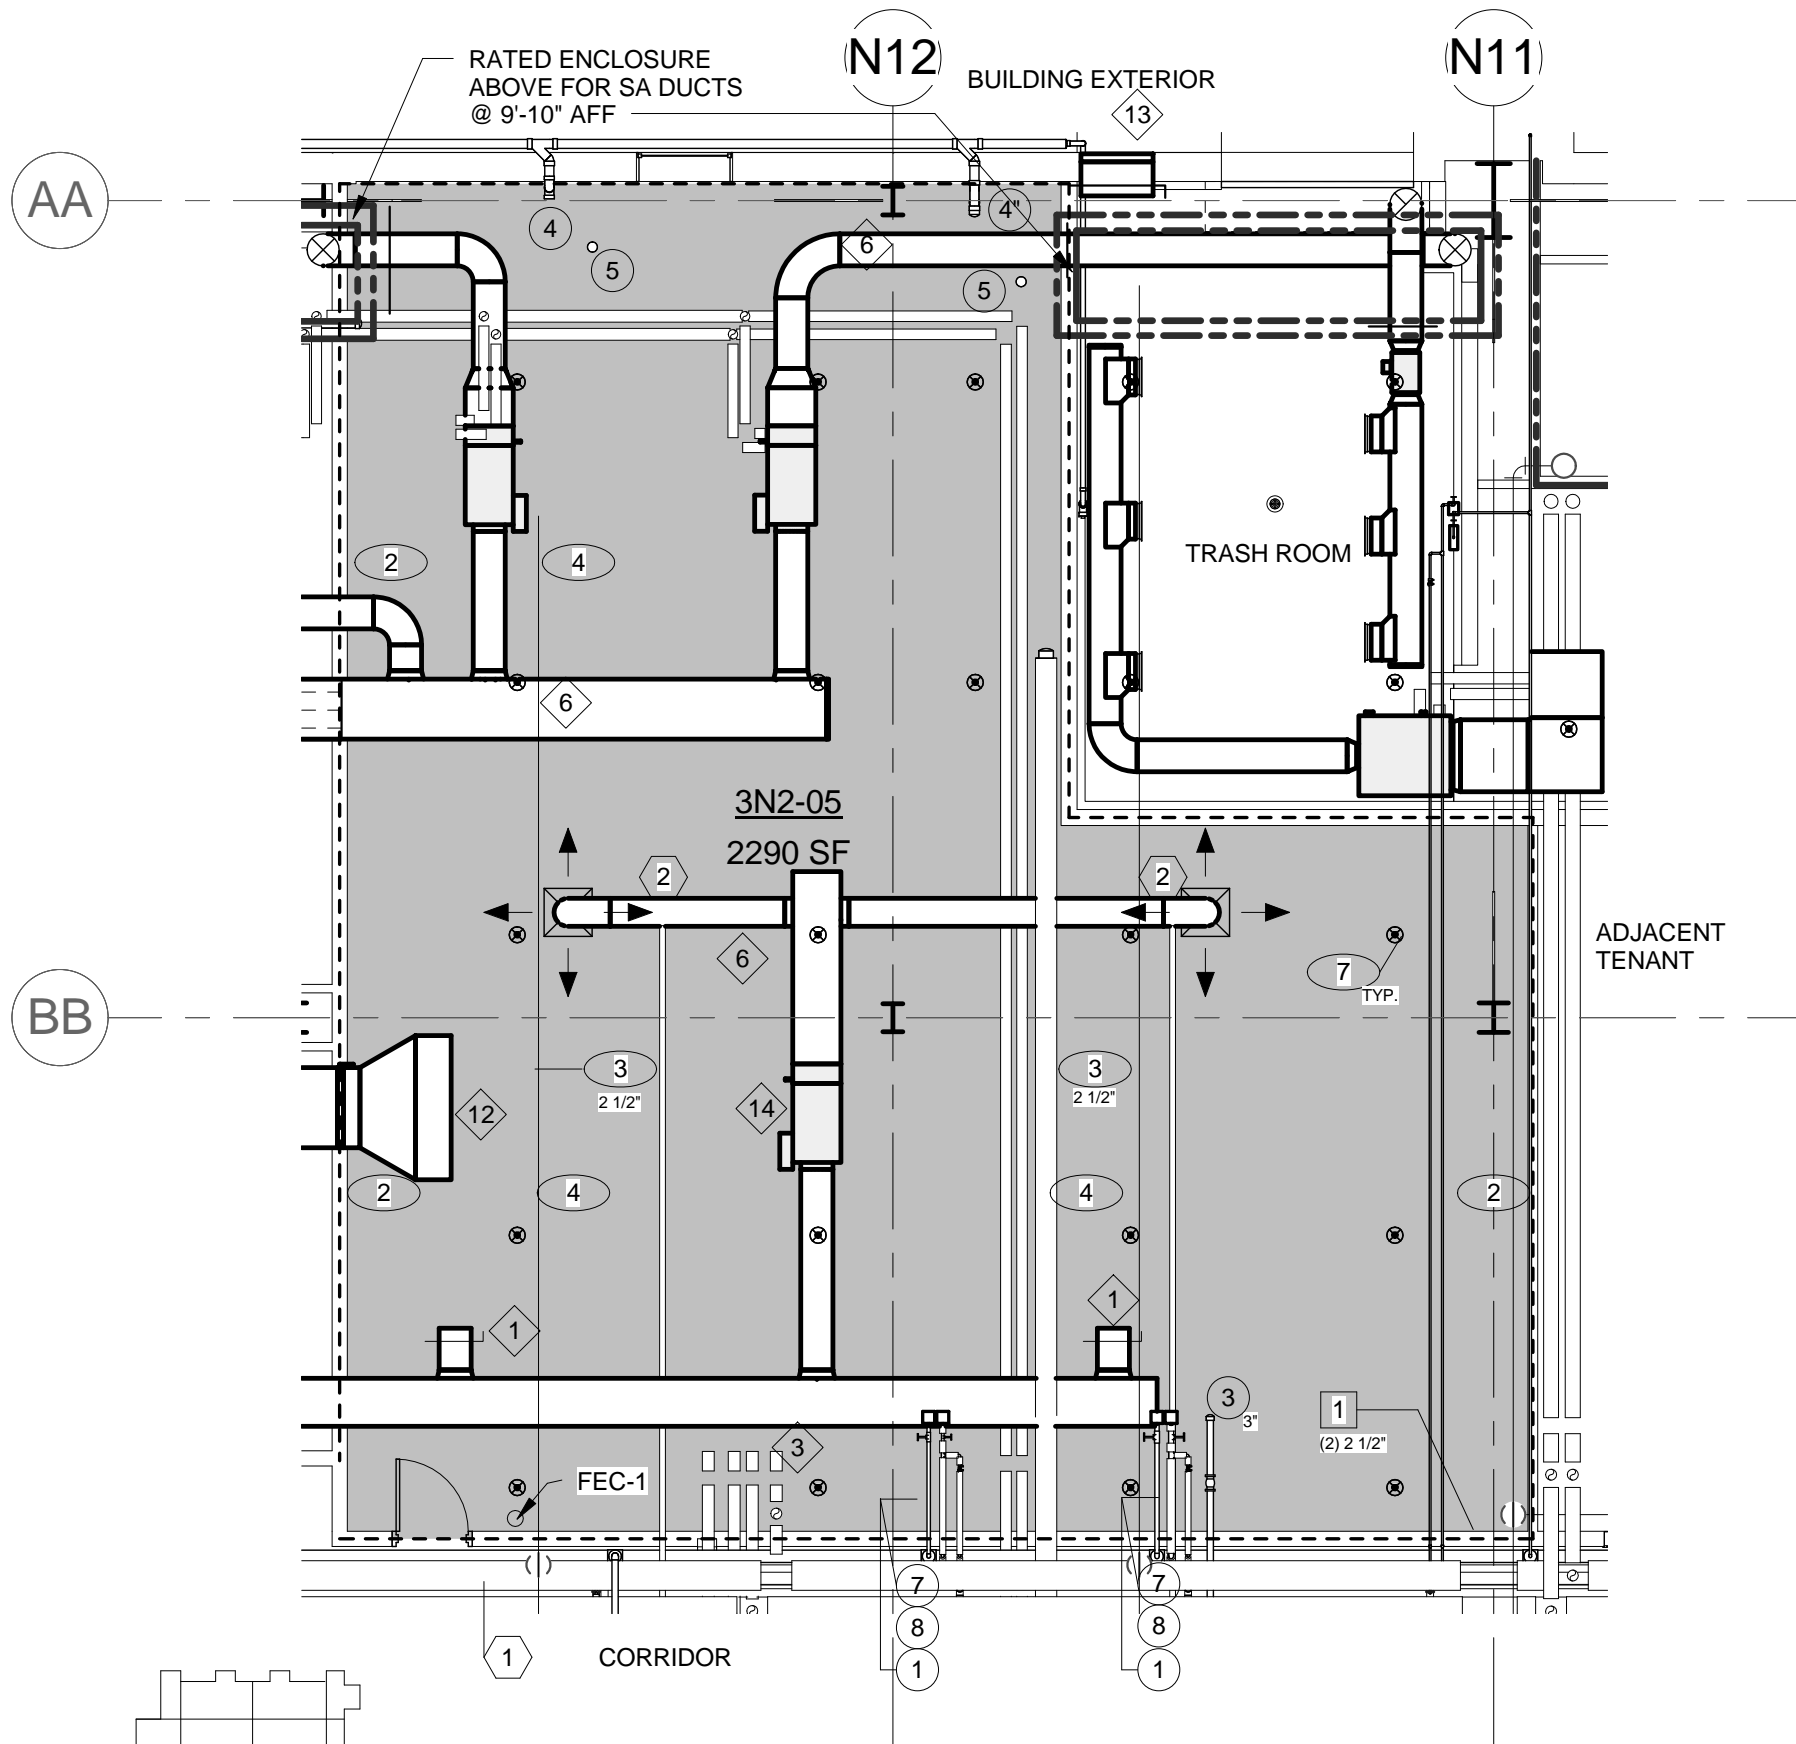 N12
N11
RATED ENCLOSURE
ABOVE FOR SA DUCTS
@ 9'-10" AFF
BUILDING EXTERIOR
13
AA
4
4"
6
5
5
TRASH ROOM
2
4
6
3N2-05
2290 SF
2
2
6
7
TYP.
ADJACENT
TENANT
BB
3
2 1/2"
3
2 1/2"
12
14
2
4
4
2
1
1
3
3"
1
(2) 2 1/2"
3
FEC-1
7
7
8
8
1
CORRIDOR
1
1